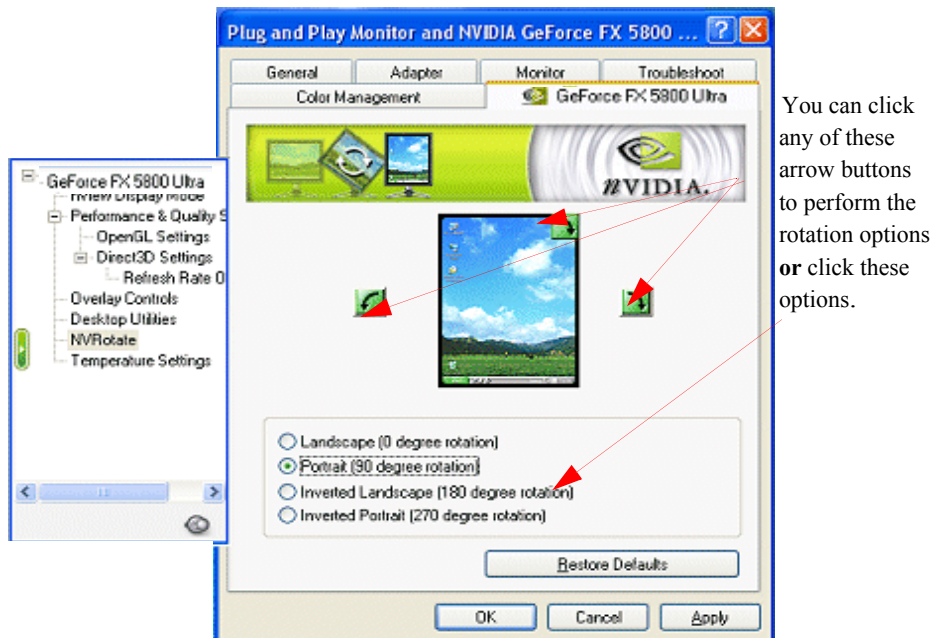 Plug and Play Monitor and NVIDIA GeForce FX 5800 ...
General Adapter Monitor Troubleshoot
Color Management GeForce FX 5800 Ultra
NVIDIA.
You can click
any of these
arrow buttons
to perform the
rotation options
or click these
options.
GeForce FX 5800 Ultra
nView Display Mode
Performance & Quality S
OpenGL Settings
Direct3D Settings
Refresh Rate O
Overlay Controls
Desktop Utilities
NVRotate
Temperature Settings
Landscape (0 degree rotation)
Portrait (90 degree rotation)
Inverted Landscape (180 degree rotation)
Inverted Portrait (270 degree rotation)
Restore Defaults
OK Cancel Apply